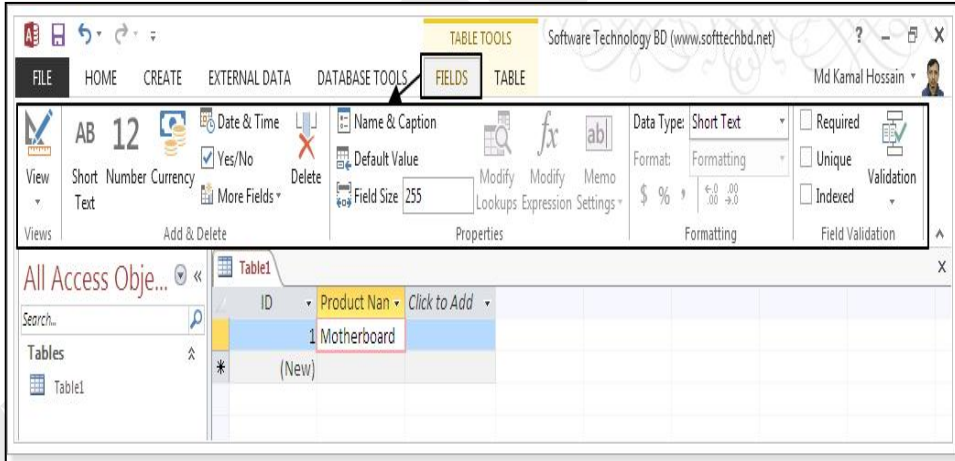 TABLE TOOLS Software Technology BD (www.softtechbd.net) ?
FILE HOME CREATE EXTERNAL DATA DATABASE TOOLS FIELDS TABLE Md Kamal Hossain
View
Views
AB
Short Text
12
Number
Currency
Date & Time
Yes/No
More Fields
Delete
Add & Delete
Name & Caption
Default Value
Field Size 255
Modify Lookups
fx
Modify Expression
ab
Memo Settings
Properties
Data Type: Short Text
Format: Formatting
$ % , ←.0 .00 .00 →.0
Formatting
Required
Unique
Indexed
Validation
Field Validation
All Access Obje...
Search...
Tables
Table1
Table1
ID Product Nan Click to Add
1 Motherboard
* (New)